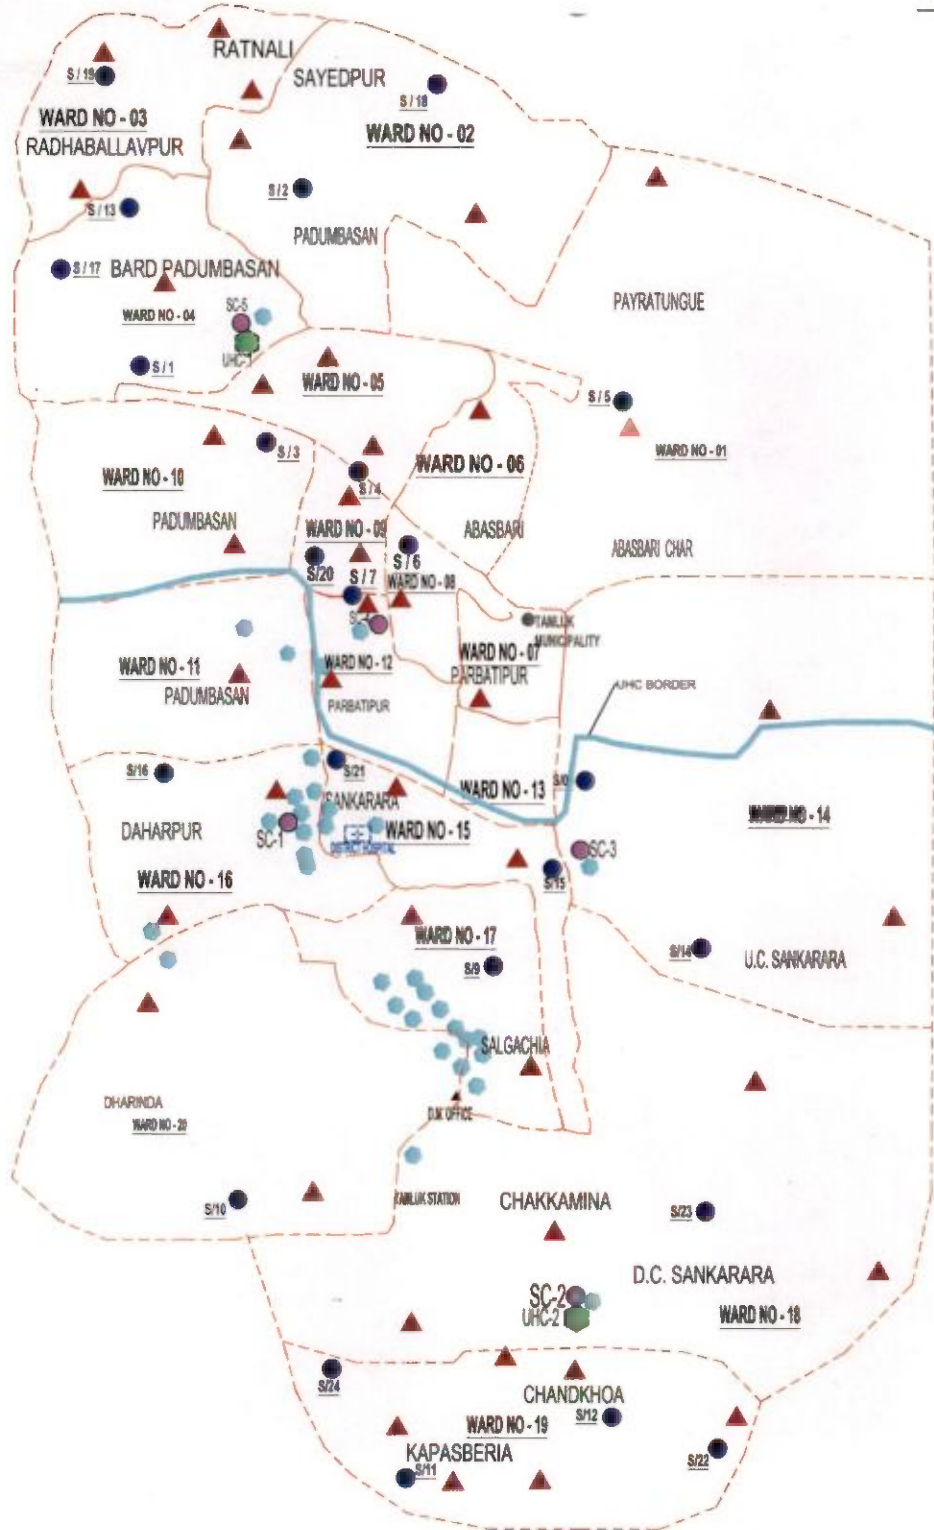 RATNALI
SAYEDPUR
S / 19
S / 18
WARD NO - 03
WARD NO - 02
RADHABALLAVPUR
S / 2
S / 13
PADUMBASAN
S / 17
BARD PADUMBASAN
PAYRATUNGUE
SC-5
WARD NO - 04
UHC-1
S / 1
WARD NO - 05
S / 5
S / 3
WARD NO - 01
WARD NO - 06
WARD NO - 10
S / 4
PADUMBASAN
WARD NO - 09
ABASBARI
ABASBARI CHAR
S / 6
S/20
S / 7
WARD NO - 08
TAMLUK
MUNICIPALITY
WARD NO - 07
WARD NO - 12
WARD NO - 11
PARBATIPUR
PADUMBASAN
PARBATIPUR
UHC BORDER
S/16
S/21
WARD NO - 13
SANKARARA
WARD NO - 14
DAHARPUR
SC-1
WARD NO - 15
DISTRICT HOSPITAL
SC-3
S/15
WARD NO - 16
WARD NO - 17
S/9
S/14
U.C. SANKARARA
SALGACHIA
DHARINDA
D.M. OFFICE
WARD NO - 20
S/10
CHAKKAMINA
S/23
D.C. SANKARARA
SC-2
UHC-2
WARD NO - 18
S/24
CHANDKHOA
S/12
WARD NO - 19
KAPASBERIA
S/22
S/11